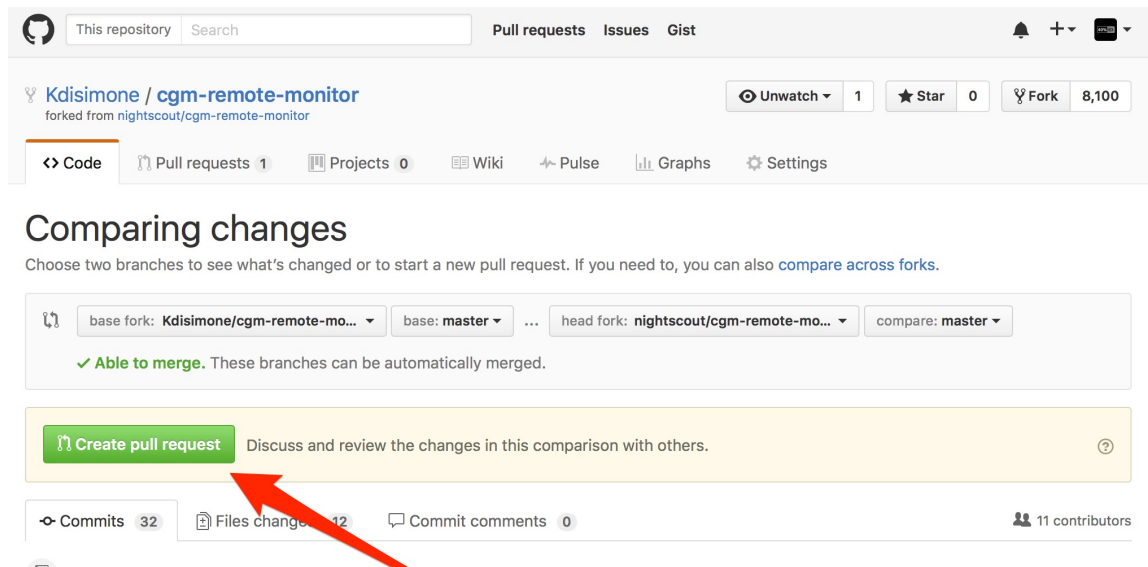 This repository Search Pull requests Issues Gist
Kdisimone / cgm-remote-monitor Unwatch 1 Star 0 Fork 8,100
forked from nightscout/cgm-remote-monitor
Code Pull requests 1 Projects 0 Wiki Pulse Graphs Settings
Comparing changes
Choose two branches to see what's changed or to start a new pull request. If you need to, you can also compare across forks.
base fork: Kdisimone/cgm-remote-mo... base: master ... head fork: nightscout/cgm-remote-mo... compare: master
Able to merge. These branches can be automatically merged.
Create pull request Discuss and review the changes in this comparison with others. ?
Commits 32 Files change 12 Commit comments 0 11 contributors